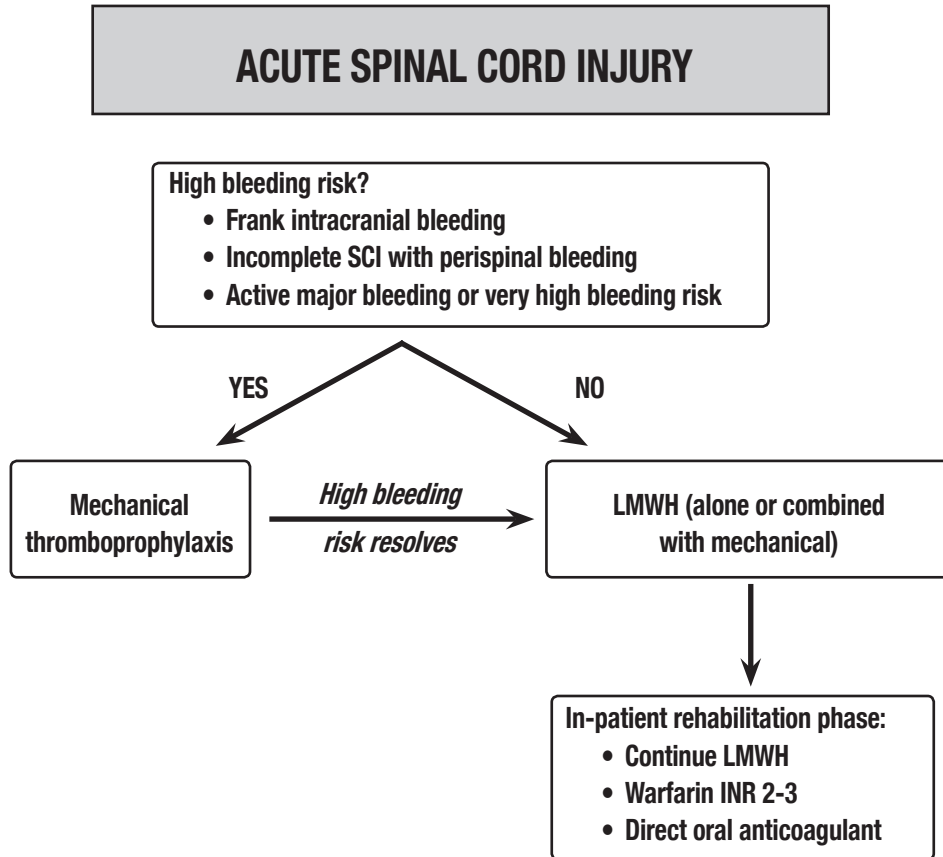 ACUTE SPINAL CORD INJURY
High bleeding risk?
• Frank intracranial bleeding
• Incomplete SCI with perispinal bleeding
• Active major bleeding or very high bleeding risk
YES
NO
Mechanical
thromboprophylaxis
High bleeding
risk resolves
LMWH (alone or combined
with mechanical)
In-patient rehabilitation phase:
• Continue LMWH
• Warfarin INR 2-3
• Direct oral anticoagulant